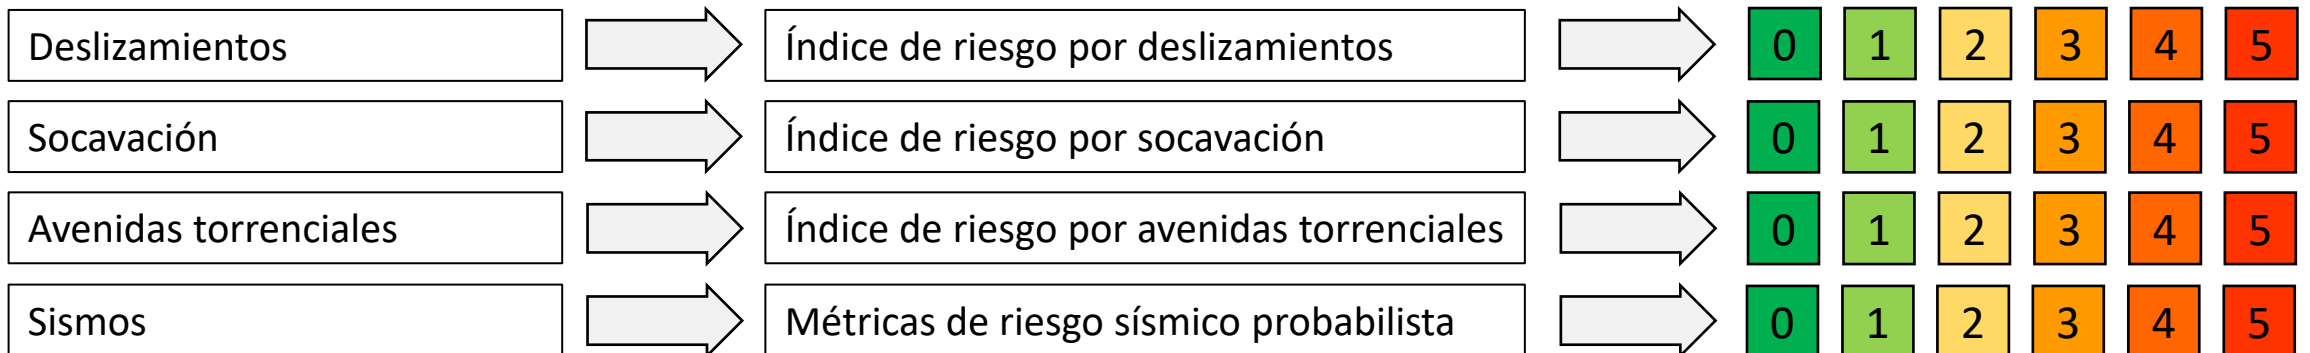 Deslizamientos Índice de riesgo por deslizamientos 0 1 2 3 4 5
Socavación Índice de riesgo por socavación 0 1 2 3 4 5
Avenidas torrenciales Índice de riesgo por avenidas torrenciales 0 1 2 3 4 5
Sismos Métricas de riesgo sísmico probabilista 0 1 2 3 4 5